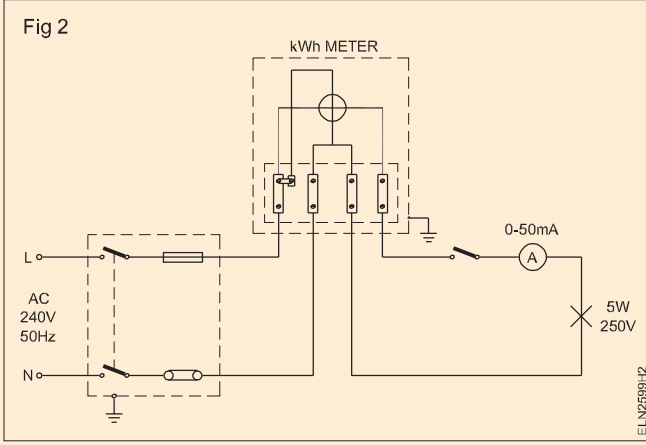 Fig 2
kWh METER
0-50mA
L
A
AC
240V
50Hz
5W
250V
N
ELN2599H2